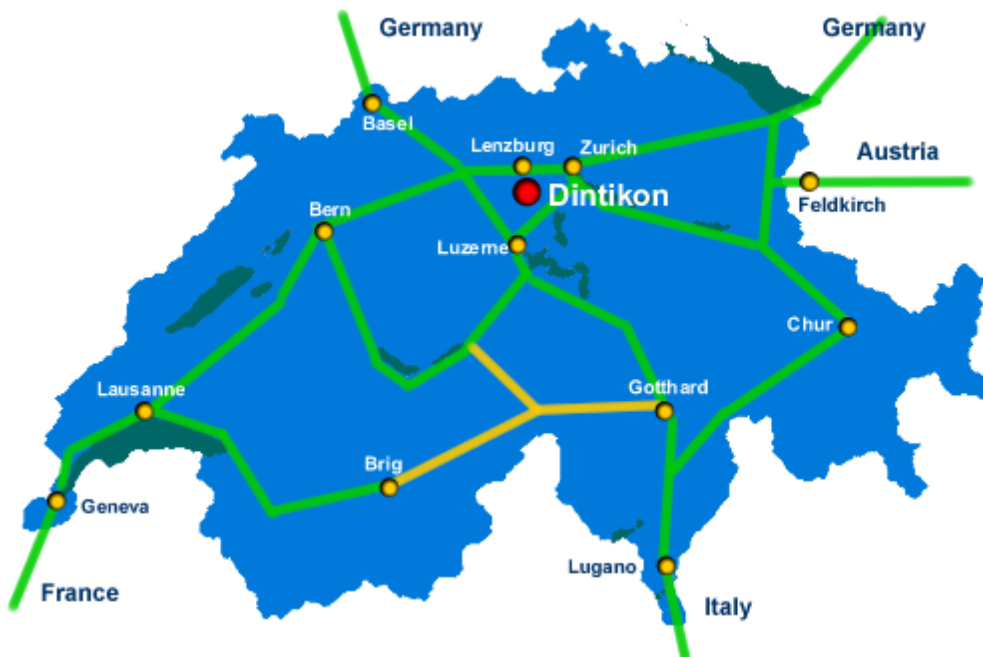 Germany
Germany
Basel
Lenzburg
Zurich
Austria
Dintikon
Feldkirch
Bern
Luzerne
Chur
Lausanne
Gotthard
Brig
Geneva
Lugano
France
Italy